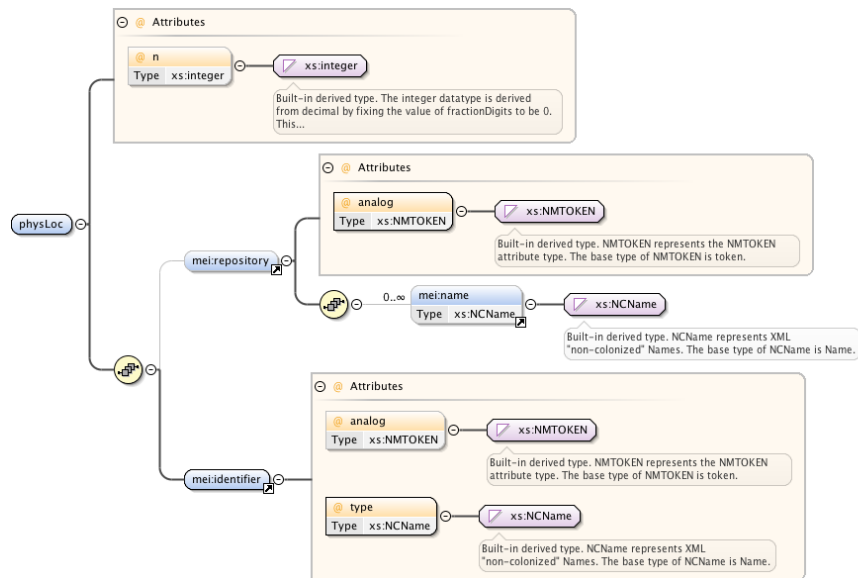 @ Attributes
@ n
Type xs:integer
xs:integer
Built-in derived type. The integer datatype is derived
from decimal by fixing the value of fractionDigits to be 0.
This...
@ Attributes
@ analog
Type xs:NMTOKEN
xs:NMTOKEN
Built-in derived type. NMTOKEN represents the NMTOKEN
attribute type. The base type of NMTOKEN is token.
physLoc
mei:repository
0..∞
mei:name
Type xs:NCName
xs:NCName
Built-in derived type. NCName represents XML
"non-colonized" Names. The base type of NCName is Name.
@ Attributes
@ analog
Type xs:NMTOKEN
xs:NMTOKEN
Built-in derived type. NMTOKEN represents the NMTOKEN
attribute type. The base type of NMTOKEN is token.
mei:identifier
@ type
Type xs:NCName
xs:NCName
Built-in derived type. NCName represents XML
"non-colonized" Names. The base type of NCName is Name.